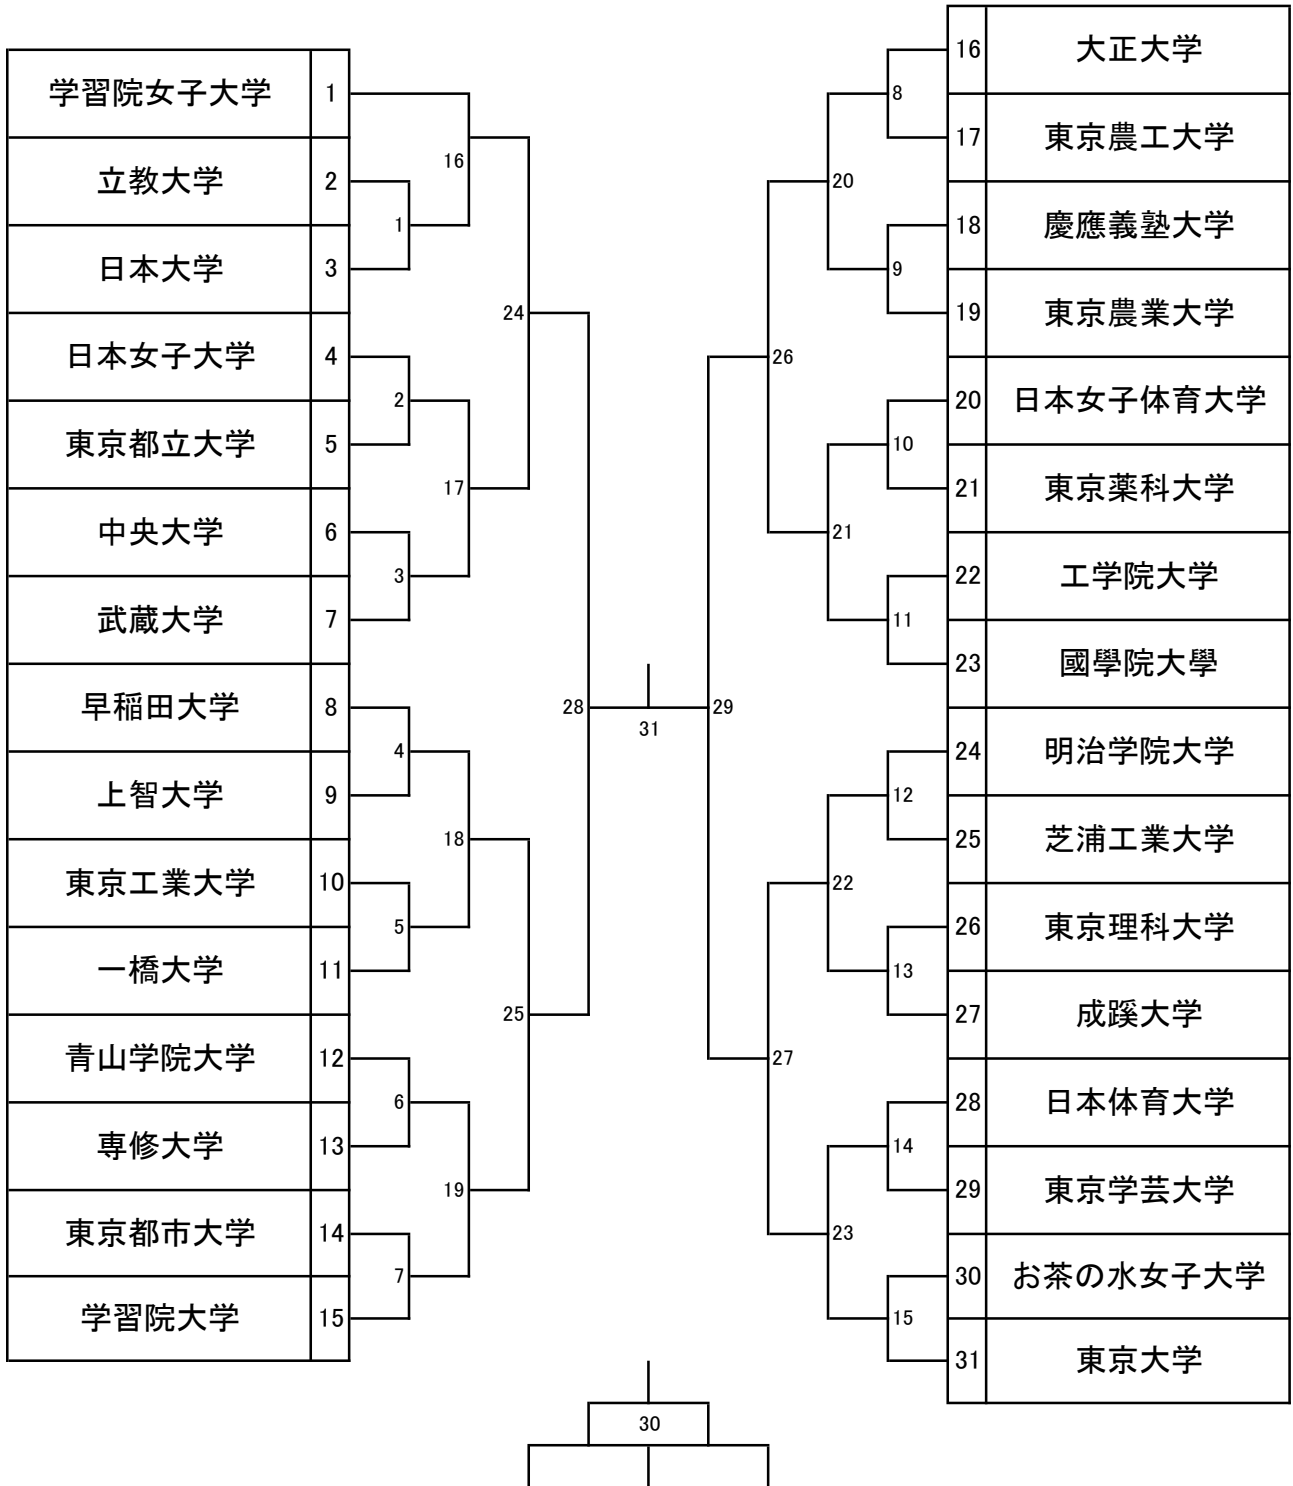 学習院女子大学 1
立教大学 2
日本大学 3
日本女子大学 4
東京都立大学 5
中央大学 6
武蔵大学 7
早稲田大学 8
上智大学 9
東京工業大学 10
一橋大学 11
青山学院大学 12
専修大学 13
東京都市大学 14
学習院大学 15
1
2
3
4
5
6
7
16
17
18
19
24
25
28
31
29
26
27
20
21
22
23
8
9
10
11
12
13
14
15
16 大正大学
17 東京農工大学
18 慶應義塾大学
19 東京農業大学
20 日本女子体育大学
21 東京薬科大学
22 工学院大学
23 國學院大學
24 明治学院大学
25 芝浦工業大学
26 東京理科大学
27 成蹊大学
28 日本体育大学
29 東京学芸大学
30 お茶の水女子大学
31 東京大学
30